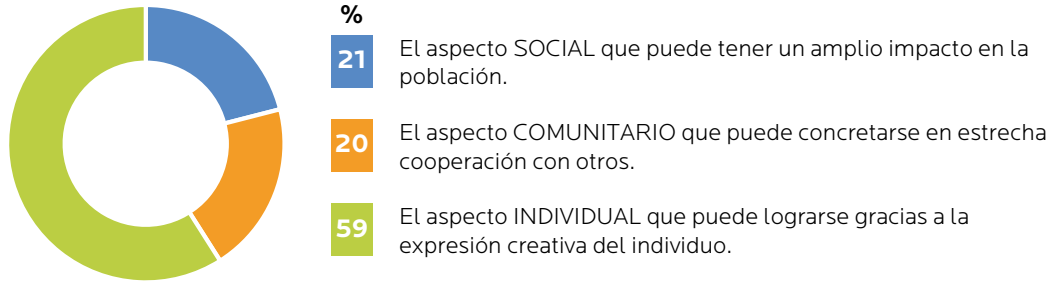 %
21
El aspecto SOCIAL que puede tener un amplio impacto en la
población.
20
El aspecto COMUNITARIO que puede concretarse en estrecha
cooperación con otros.
59
El aspecto INDIVIDUAL que puede lograrse gracias a la
expresión creativa del individuo.